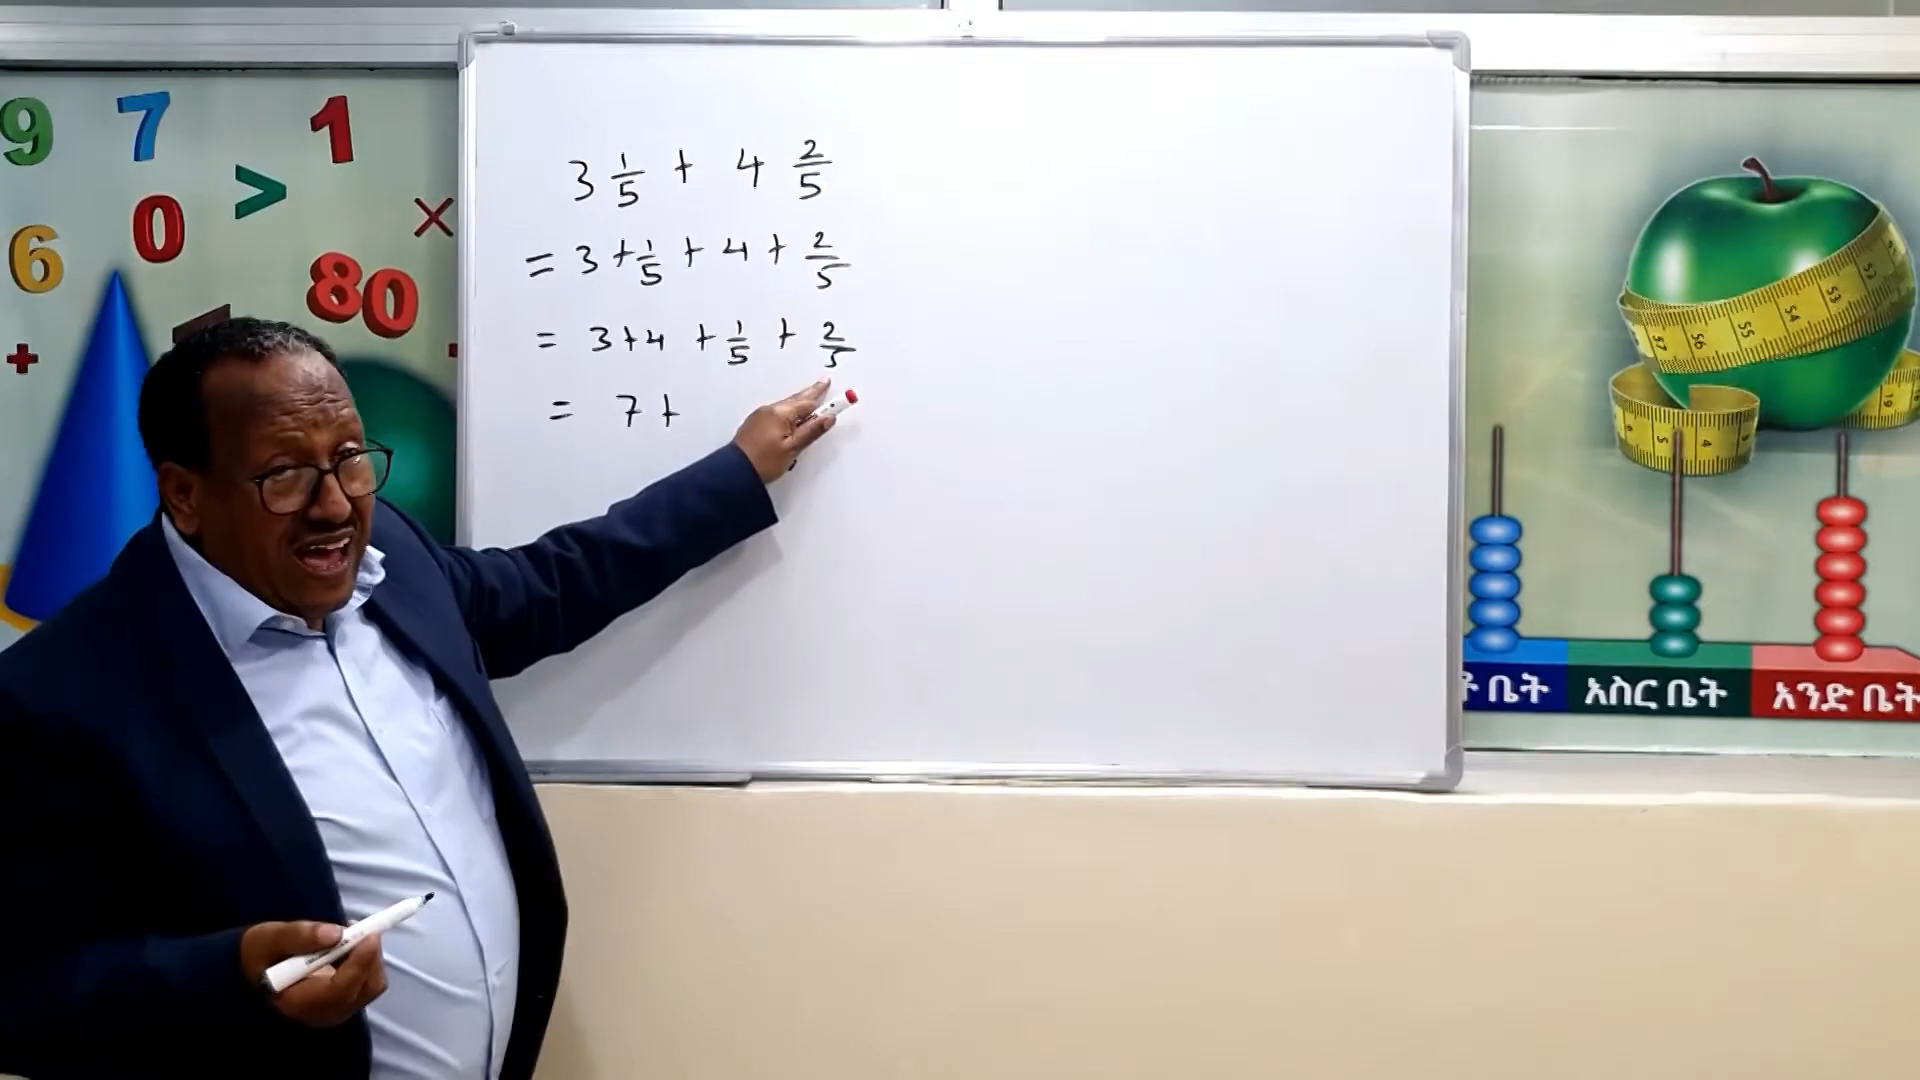 9 7 1
> ×
6 0
80
+
3 1/5 + 4 2/5
= 3 + 1/5 + 4 + 2/5
= 3+4 + 1/5 + 2/5
= 7 +
ቤት
አስር ቤት
አንድ ቤት